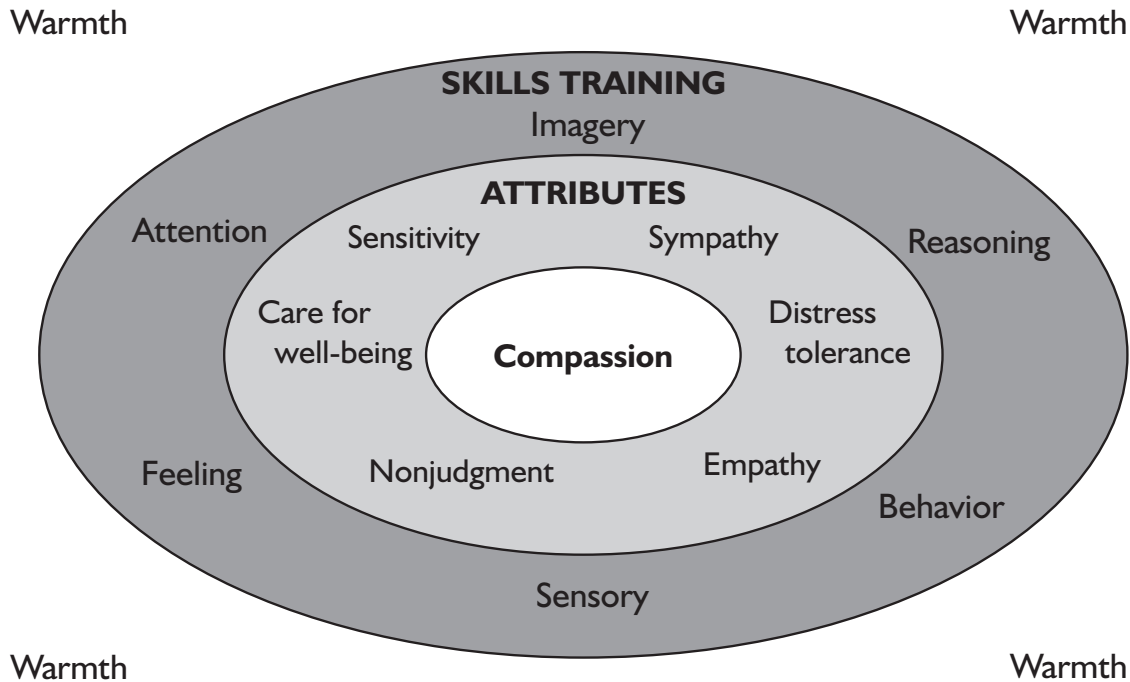 Warmth
Warmth
SKILLS TRAINING
Imagery
ATTRIBUTES
Attention
Sensitivity
Sympathy
Reasoning
Care for
well-being
Compassion
Distress
tolerance
Feeling
Nonjudgment
Empathy
Behavior
Sensory
Warmth
Warmth